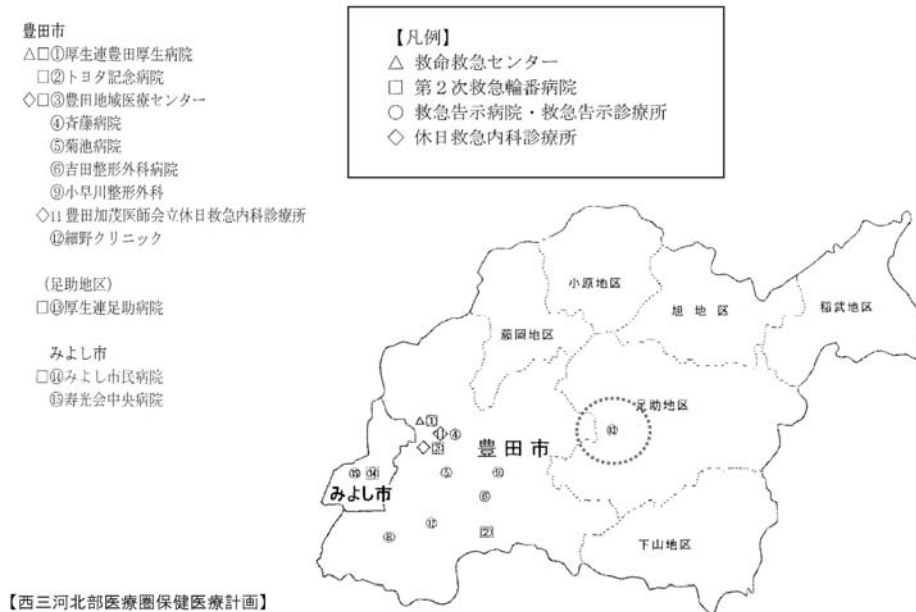 豊田市
△□①厚生連豊田厚生病院
□②トヨタ記念病院
◇□③豊田地域医療センター
④斉藤病院
⑤菊池病院
⑥吉田整形外科病院
⑨小早川整形外科
◇11豊田加茂医師会立休日救急内科診療所
⑫細野クリニック
(足助地区)
□⑬厚生連足助病院
みよし市
□⑭みよし市民病院
⑮寿光会中央病院
【凡例】
△ 救命救急センター
□ 第2次救急輪番病院
○ 救急告示病院・救急告示診療所
◇ 休日救急内科診療所
小原地区
旭地区
稲武地区
藤岡地区
足助地区
①
④
③
豊田市
⑤
⑥
みよし市
⑧
②
下山地区
【西三河北部医療圏保健医療計画】